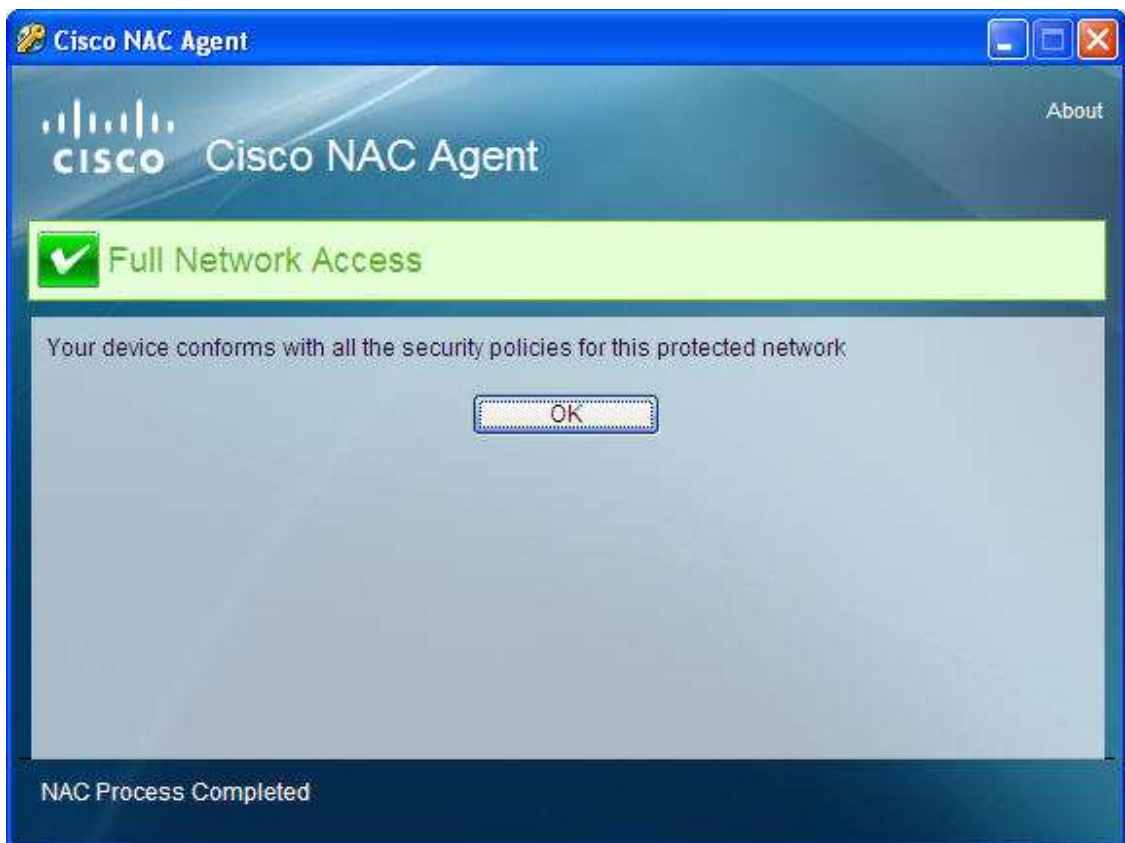 Cisco NAC Agent
About
CISCO Cisco NAC Agent
Full Network Access
Your device conforms with all the security policies for this protected network
OK
NAC Process Completed